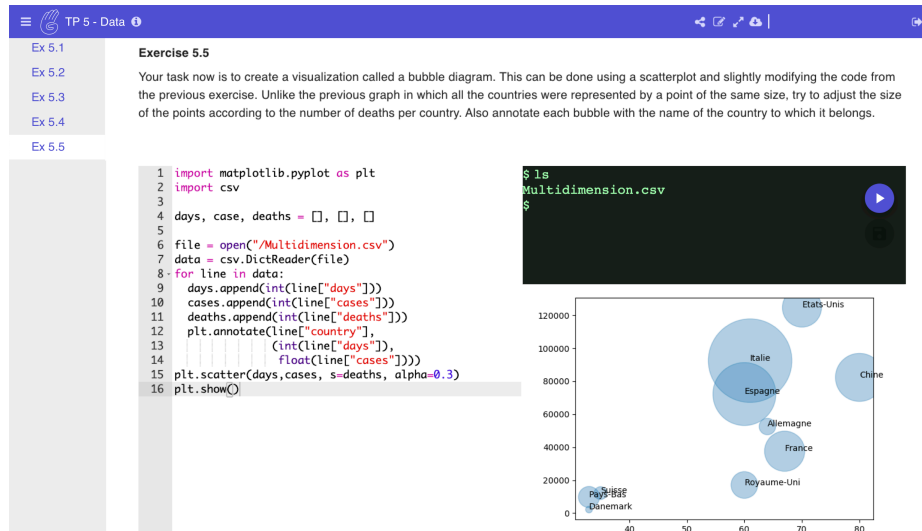 TP 5 - Data
Ex 5.1
Ex 5.2
Ex 5.3
Ex 5.4
Ex 5.5
Exercise 5.5
Your task now is to create a visualization called a bubble diagram. This can be done using a scatterplot and slightly modifying the code from
the previous exercise. Unlike the previous graph in which all the countries were represented by a point of the same size, try to adjust the size
of the points according to the number of deaths per country. Also annotate each bubble with the name of the country to which it belongs.
1 import matplotlib.pyplot as plt
2 import csv
3
4 days, case, deaths = [], [], []
5
6 file = open("/Multidimension.csv")
7 data = csv.DictReader(file)
8 for line in data:
9 days.append(int(line["days"]))
10 cases.append(int(line["cases"]))
11 deaths.append(int(line["deaths"]))
12 plt.annotate(line["country"],
13 (int(line["days"]),
14 float(line["cases"])))
15 plt.scatter(days,cases, s=deaths, alpha=0.3)
16 plt.show()
$ ls
Multidimension.csv
$
120000
100000
80000
60000
40000
20000
0
40
50
60
70
80
Etats-Unis
Italie
Chine
Espagne
Allemagne
France
Royaume-Uni
Suisse
Pays-Bas
Danemark